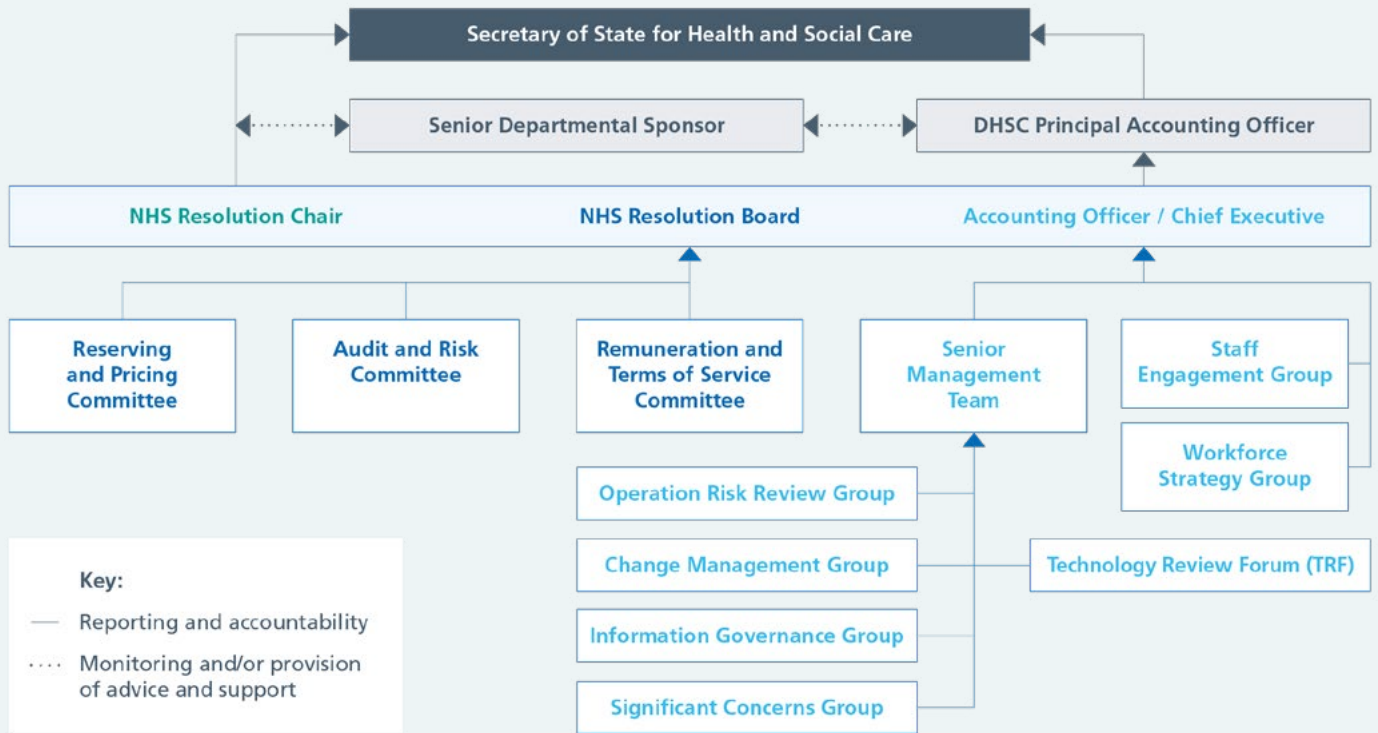 Secretary of State for Health and Social Care
Senior Departmental Sponsor
DHSC Principal Accounting Officer
NHS Resolution Chair
NHS Resolution Board
Accounting Officer / Chief Executive
Reserving
and Pricing
Committee
Audit and Risk
Committee
Remuneration and
Terms of Service
Committee
Senior
Management
Team
Staff
Engagement Group
Workforce
Strategy Group
Operation Risk Review Group
Change Management Group
Technology Review Forum (TRF)
Information Governance Group
Significant Concerns Group
Key:
Reporting and accountability
Monitoring and/or provision
of advice and support